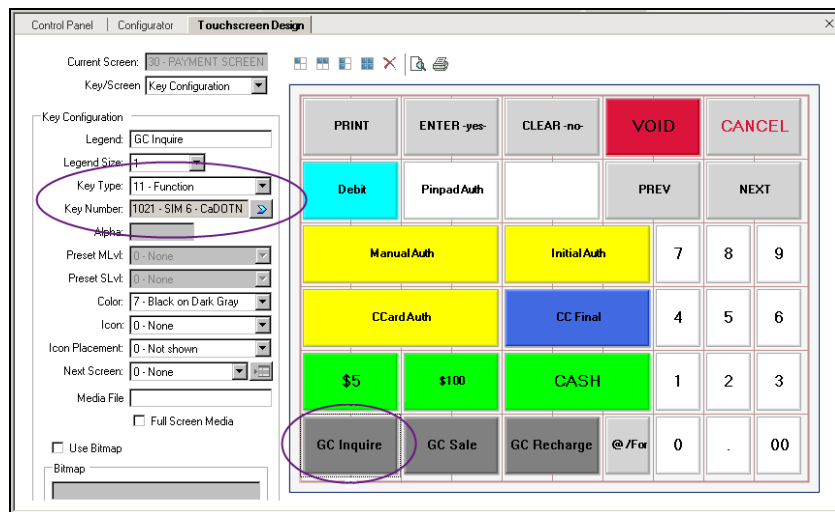 Control Panel
Configurator
Touchscreen Design
Current Screen: 30 - PAYMENT SCREEN
Key/Screen Key Configuration
Key Configuration
Legend: GC Inquire
Legend Size: 1
Key Type: 11 - Function
Key Number: 1021 - SIM 6 - CaDOTN
Alpha:
Preset MLvl: 0 - None
Preset SLvl: 0 - None
Color: 7 - Black on Dark Gray
Icon: 0 - None
Icon Placement: 0 - Not shown
Next Screen: 0 - None
Media File
Full Screen Media
Use Bitmap
Bitmap
PRINT ENTER -yes- CLEAR -no- VOID CANCEL
Debit Pinpad Auth PREV NEXT
Manual Auth Initial Auth 7 8 9
CCard Auth CC Final 4 5 6
$5 $100 CASH 1 2 3
GC Inquire GC Sale GC Recharge @/For 0 . 00